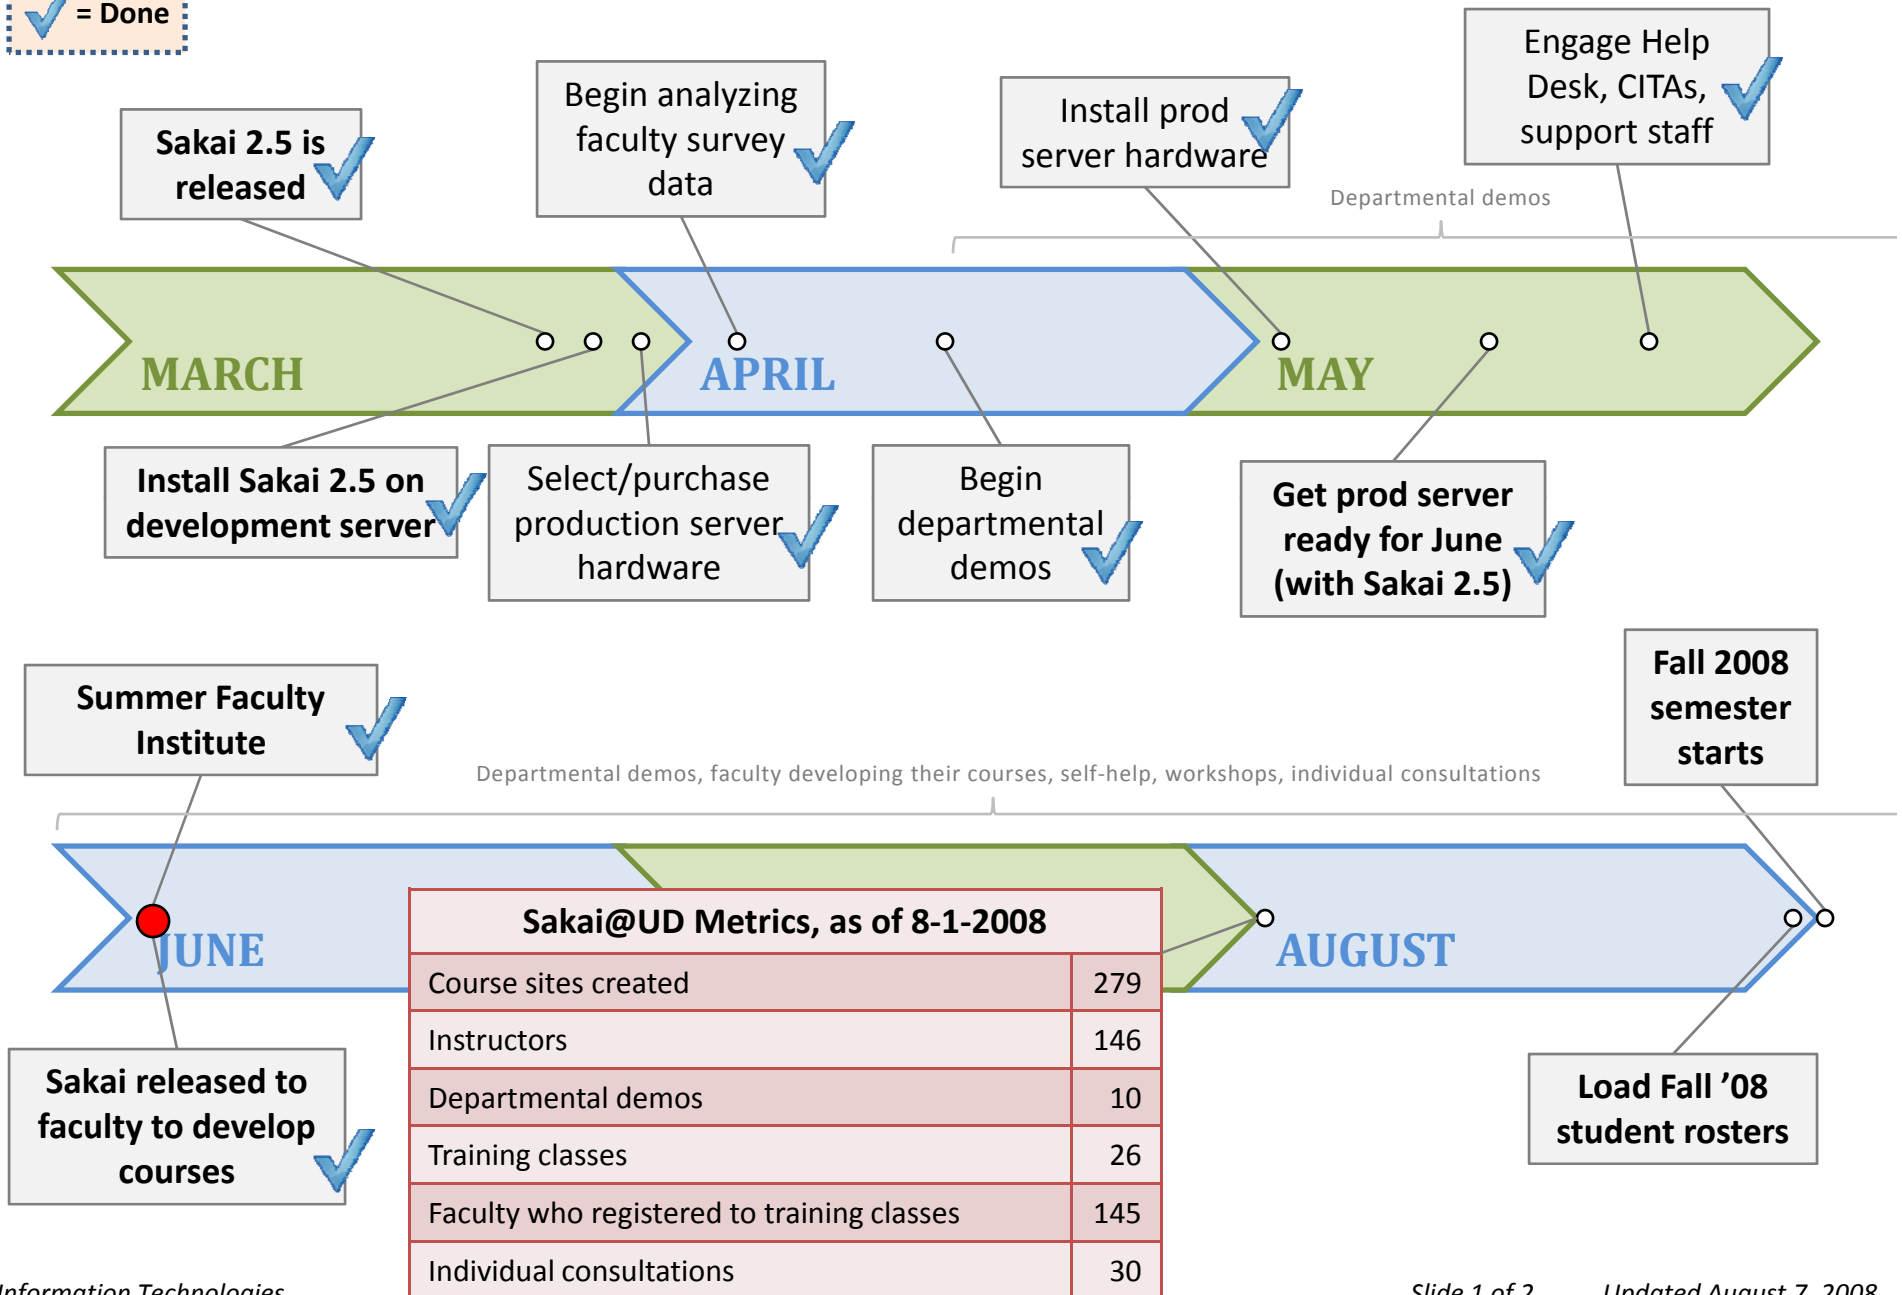 = Done
Sakai 2.5 is
released
Begin analyzing
faculty survey
data
Install prod
server hardware
Engage Help
Desk, CITAs,
support staff
Departmental demos
MARCH
APRIL
MAY
Install Sakai 2.5 on
development server
Select/purchase
production server
hardware
Begin
departmental
demos
Get prod server
ready for June
(with Sakai 2.5)
Summer Faculty
Institute
Fall 2008
semester
starts
Departmental demos, faculty developing their courses, self-help, workshops, individual consultations
JUNE
AUGUST
Sakai@UD Metrics, as of 8-1-2008
Course sites created 279
Instructors 146
Departmental demos 10
Training classes 26
Faculty who registered to training classes 145
Individual consultations 30
Sakai released to
faculty to develop
courses
Load Fall ’08
student rosters
Information Technologies
Slide 1 of 2 Updated August 7, 2008